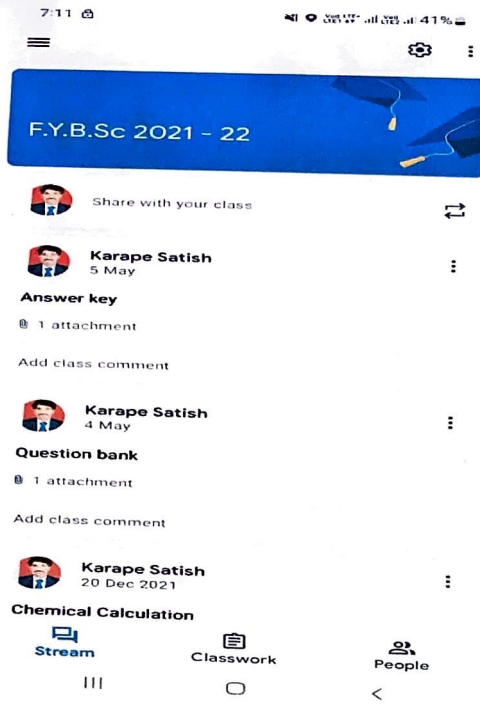 7:11
41%
F.Y.B.Sc 2021 - 22
Share with your class
Karape Satish
5 May
Answer key
1 attachment
Add class comment
Karape Satish
4 May
Question bank
1 attachment
Add class comment
Karape Satish
20 Dec 2021
Chemical Calculation
Stream
Classwork
People